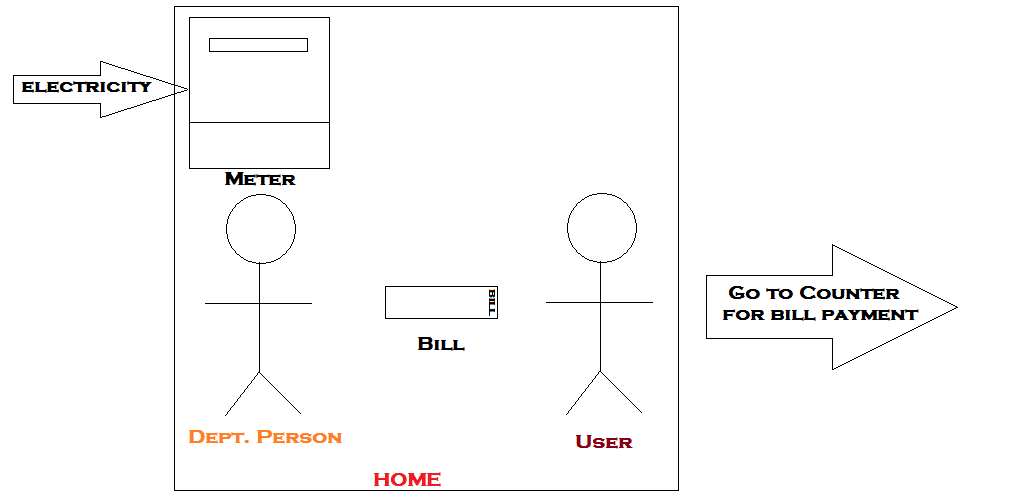 ELECTRICITY
METER
BILL
BILL
GO TO COUNTER
FOR BILL PAYMENT
DEPT. PERSON
USER
HOME